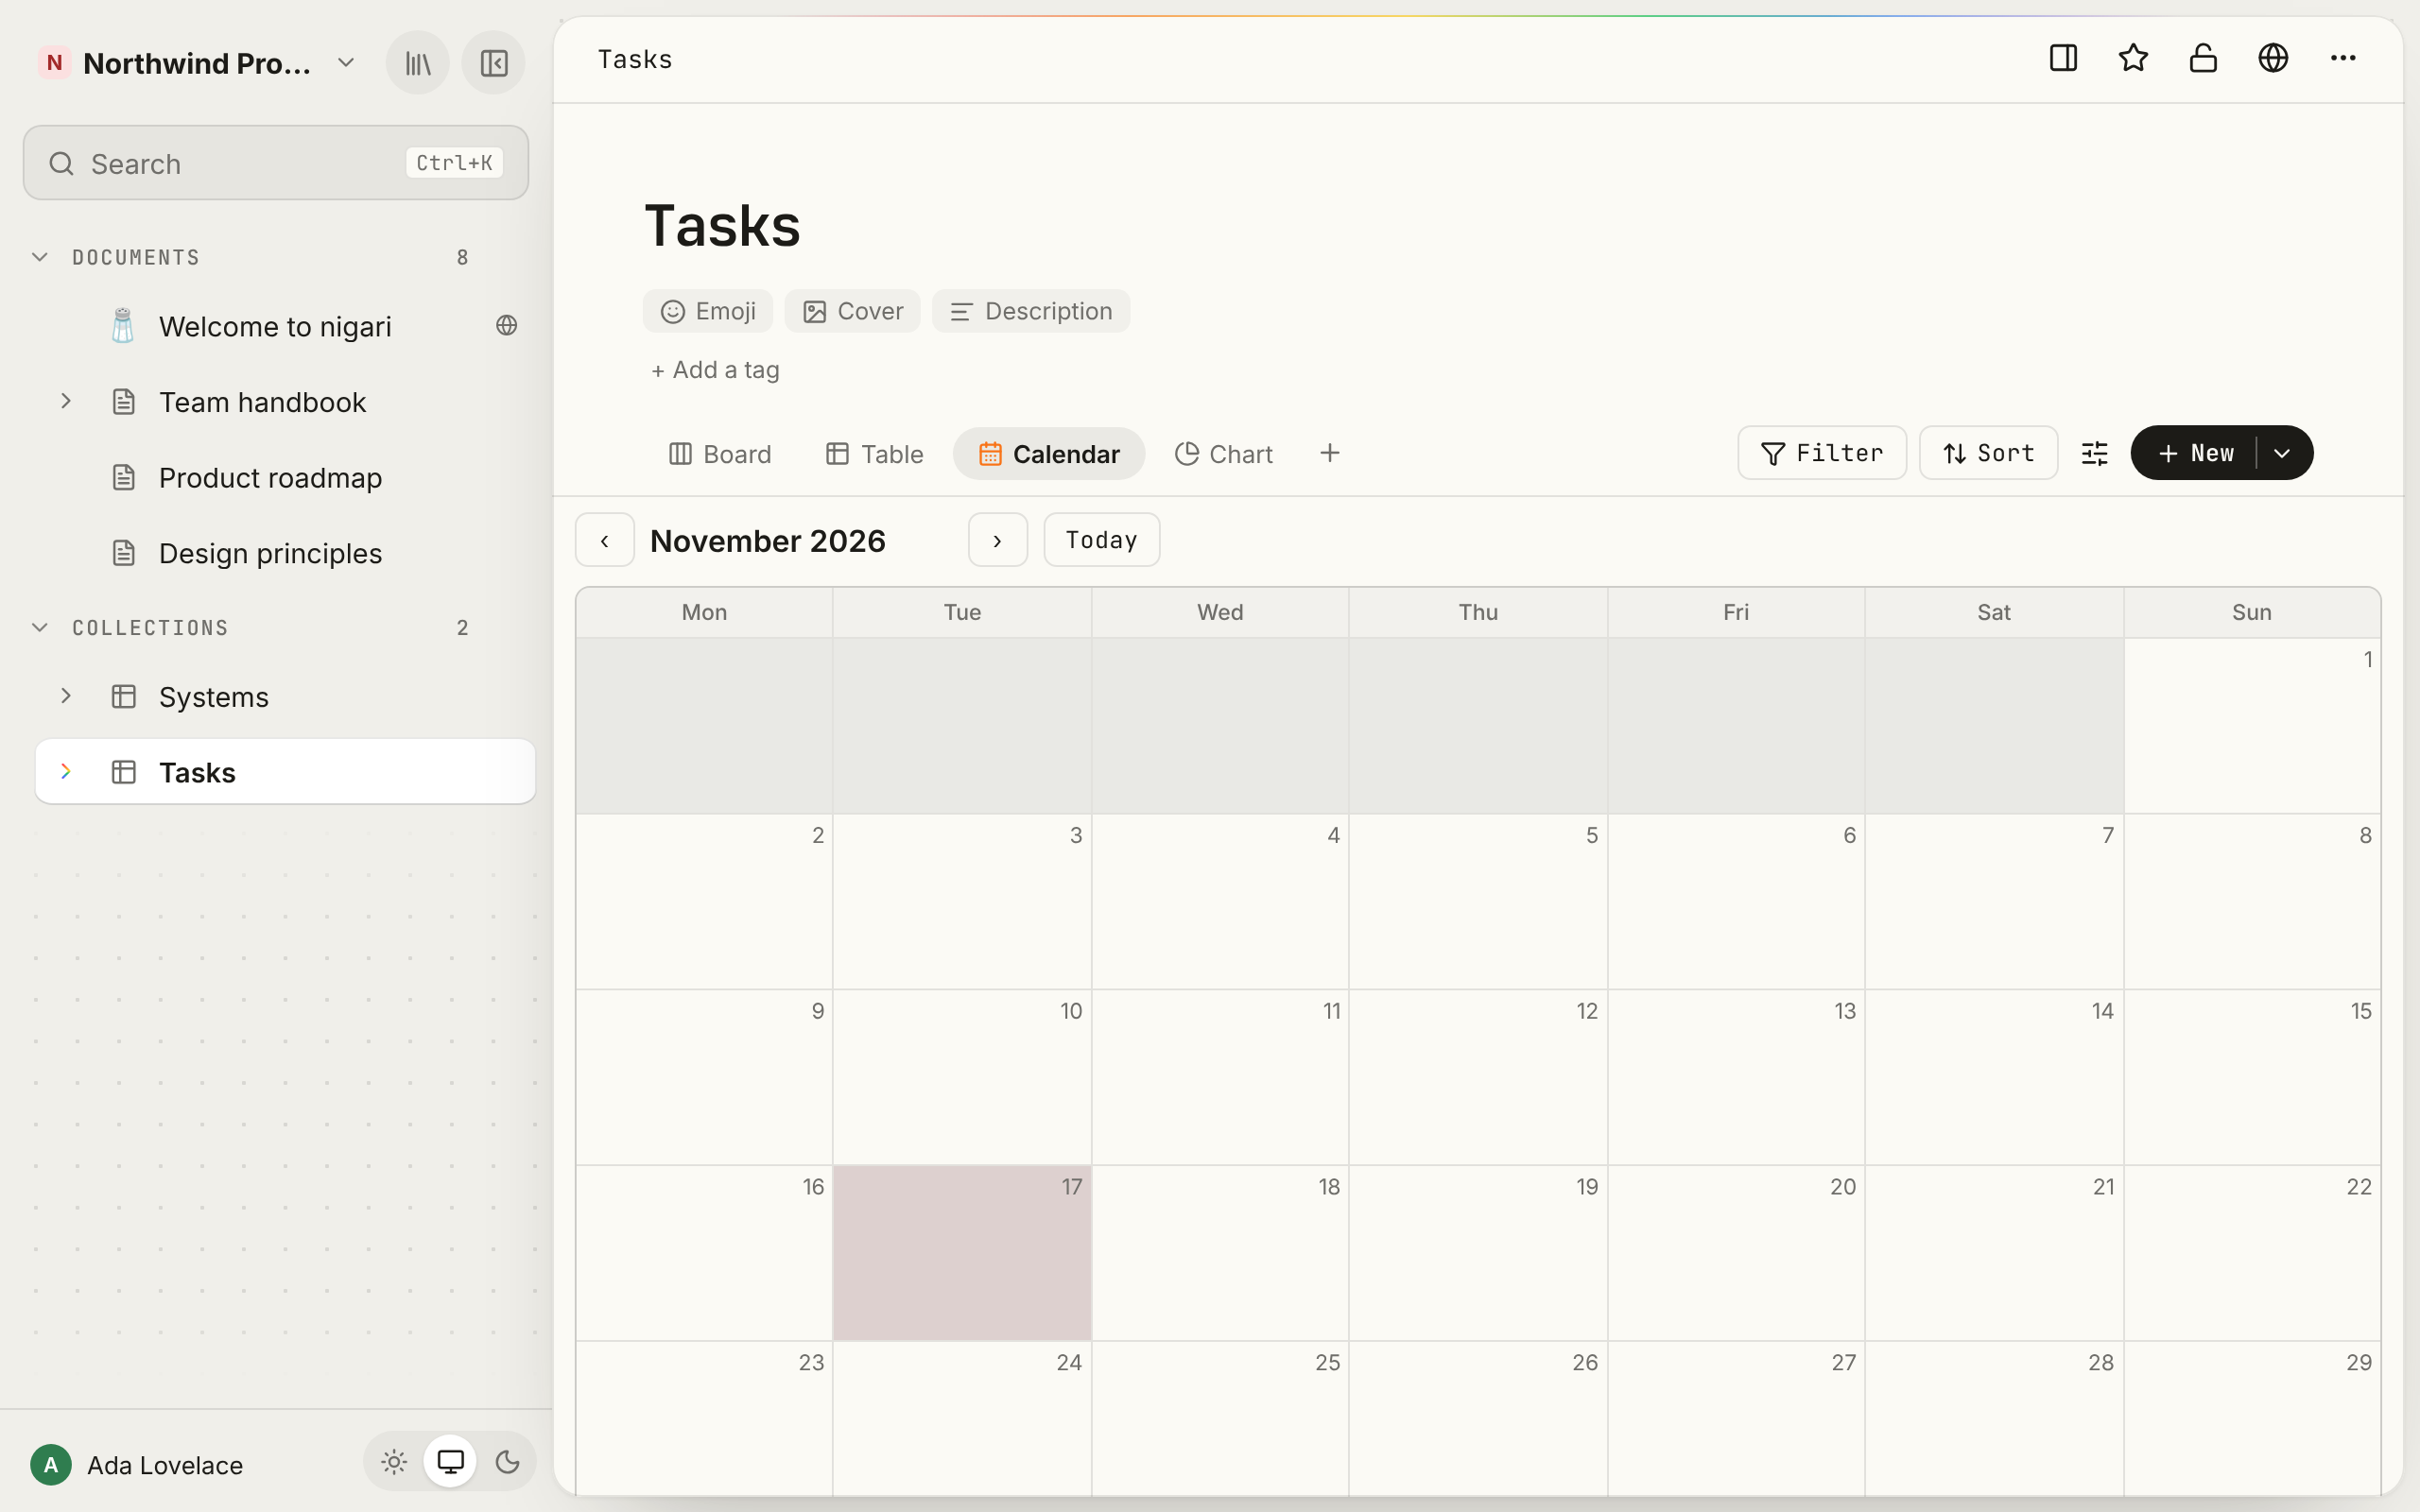 N Northwind Pro...
Search Ctrl+K
DOCUMENTS 8
Welcome to nigari
Team handbook
Product roadmap
Design principles
COLLECTIONS 2
Systems
Tasks
A Ada Lovelace
Tasks
Tasks
Emoji Cover Description
+ Add a tag
Board Table Calendar Chart +
Filter Sort + New
‹ November 2026 › Today
Mon Tue Wed Thu Fri Sat Sun
1
2 3 4 5 6 7 8
9 10 11 12 13 14 15
16 17 18 19 20 21 22
23 24 25 26 27 28 29